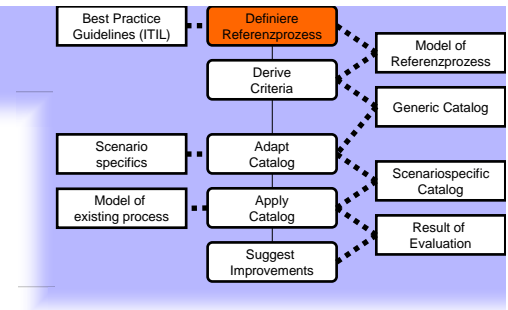 Best Practice
Guidelines (ITIL)
Definiere
Referenzprozess
Model of
Referenzprozess
Derive
Criteria
Generic Catalog
Scenario
specifics
Adapt
Catalog
Scenariospecific
Catalog
Model of
existing process
Apply
Catalog
Result of
Evaluation
Suggest
Improvements